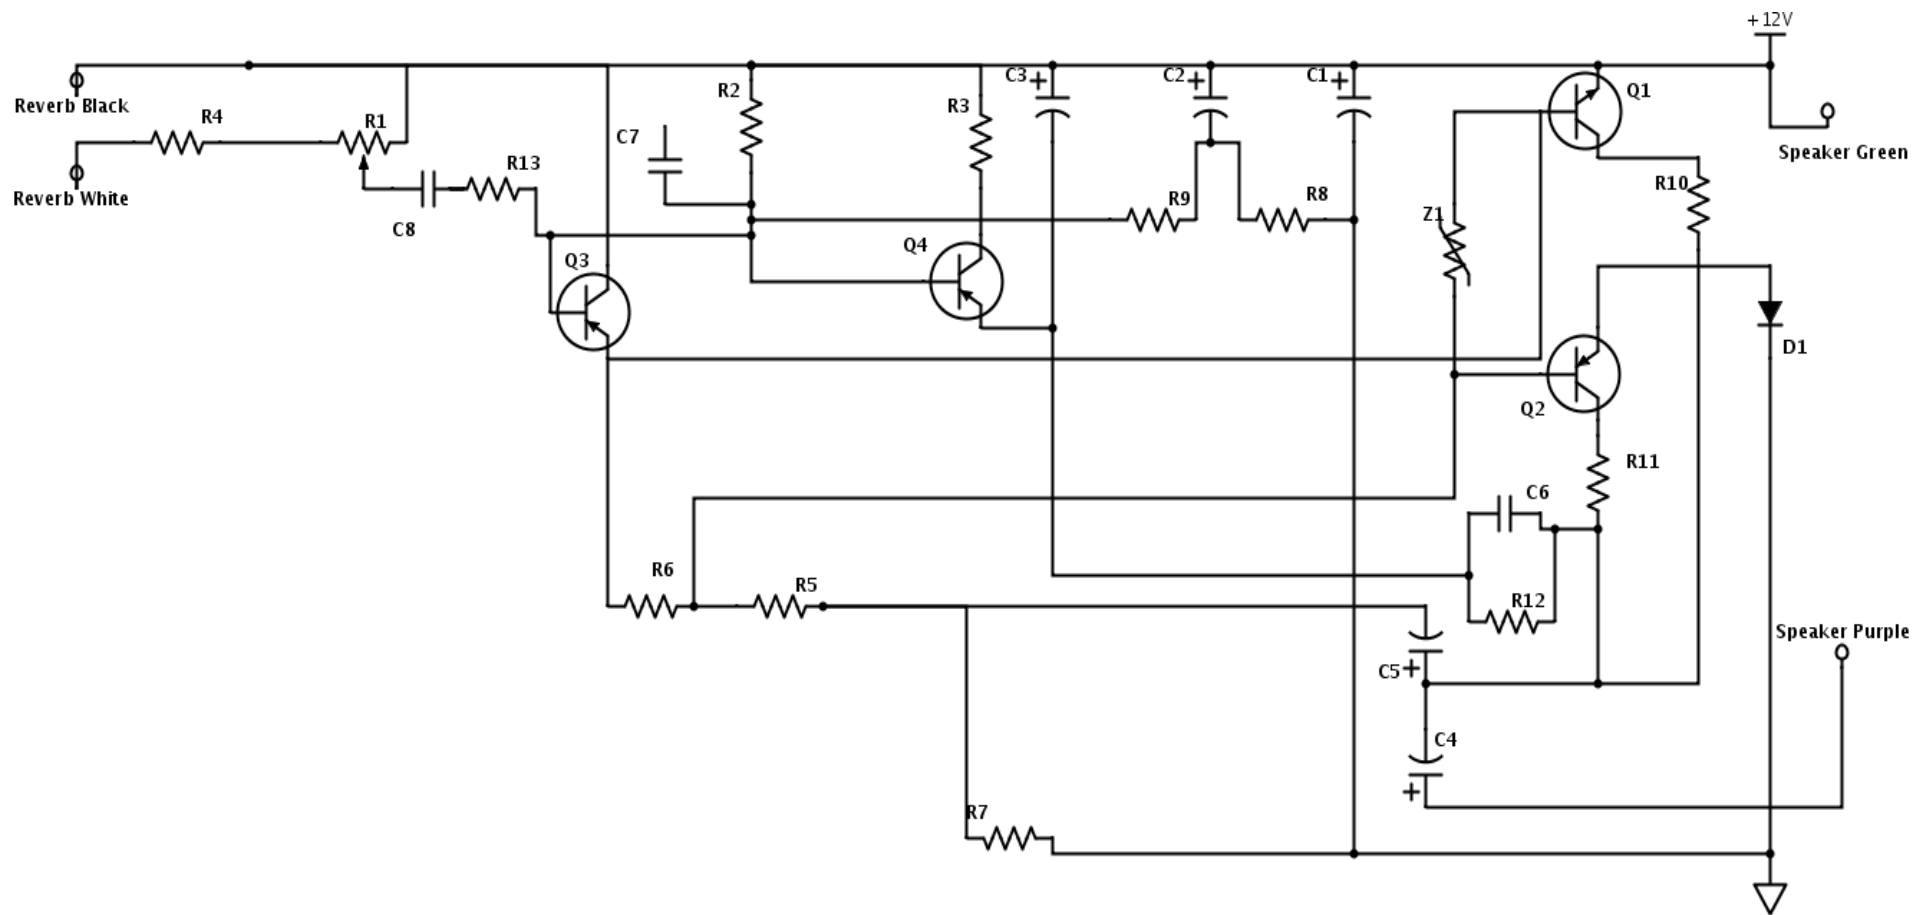 +12V
C3
+
C2
+
C1
+
Q1
R2
R3
Reverb Black
R4
R1
C7
Speaker Green
R13
R10
Reverb White
R9
R8
Z1
C8
Q4
Q3
D1
Q2
R11
C6
R6
R5
R12
Speaker Purple
C5
+
C4
+
R7